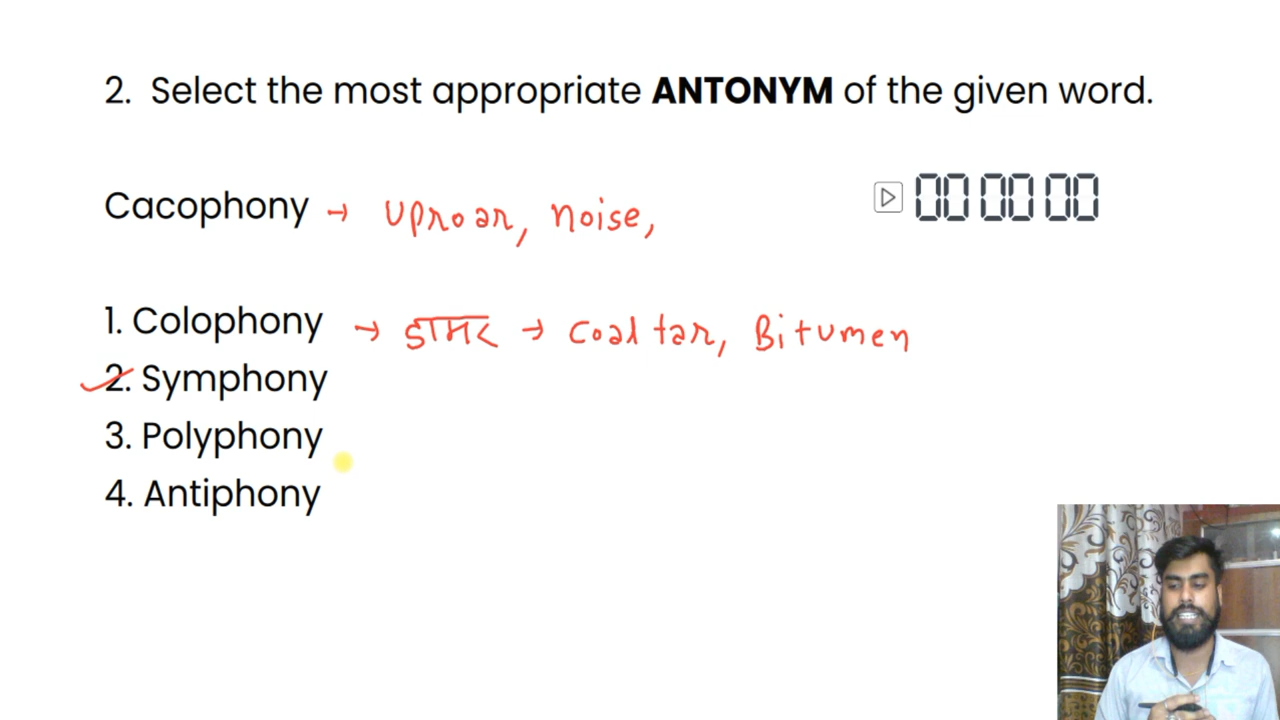 2. Select the most appropriate ANTONYM of the given word.
Cacophony → uproar, noise, 00 00 00
1. Colophony → डामर → coal tar, Bitumen
2. Symphony
3. Polyphony
4. Antiphony